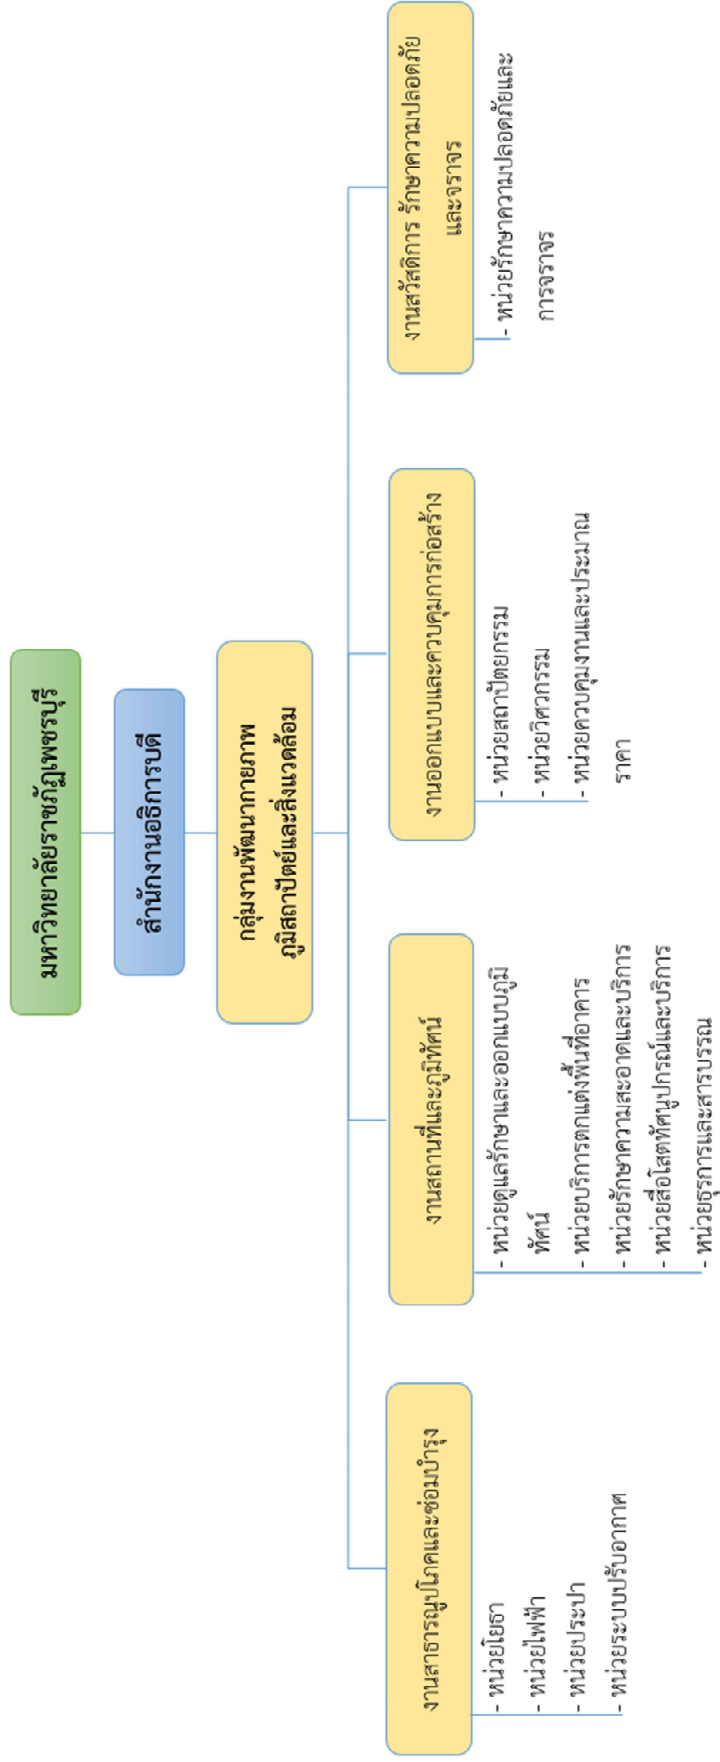 มหาวิทยาลัยราชภัฏเพชรบุรี
สำนักงานอธิการบดี
กลุ่มงานพัฒนากายภาพ
ภูมิสถาปัตย์และสิ่งแวดล้อม
งานสาธารณูปโภคและซ่อมบำรุง
- หน่วยโยธา
- หน่วยไฟฟ้า
- หน่วยประปา
- หน่วยระบบปรับอากาศ
งานสถานที่และภูมิทัศน์
- หน่วยดูแลรักษาและออกแบบภูมิ
ทัศน์
- หน่วยบริการตกแต่งพื้นที่อาคาร
- หน่วยรักษาความสะอาดและบริการ
- หน่วยสื่อโสตทัศนูปกรณ์และบริการ
- หน่วยธุรการและสารบรรณ
งานออกแบบและควบคุมการก่อสร้าง
- หน่วยสถาปัตยกรรม
- หน่วยวิศวกรรม
- หน่วยควบคุมงานและประมาณ
ราคา
งานสวัสดิการ รักษาความปลอดภัย
และจราจร
- หน่วยรักษาความปลอดภัยและ
การจราจร